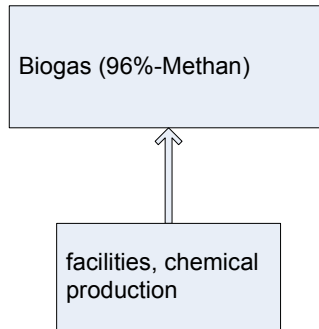 Biogas (96%-Methan)
facilities, chemical
production